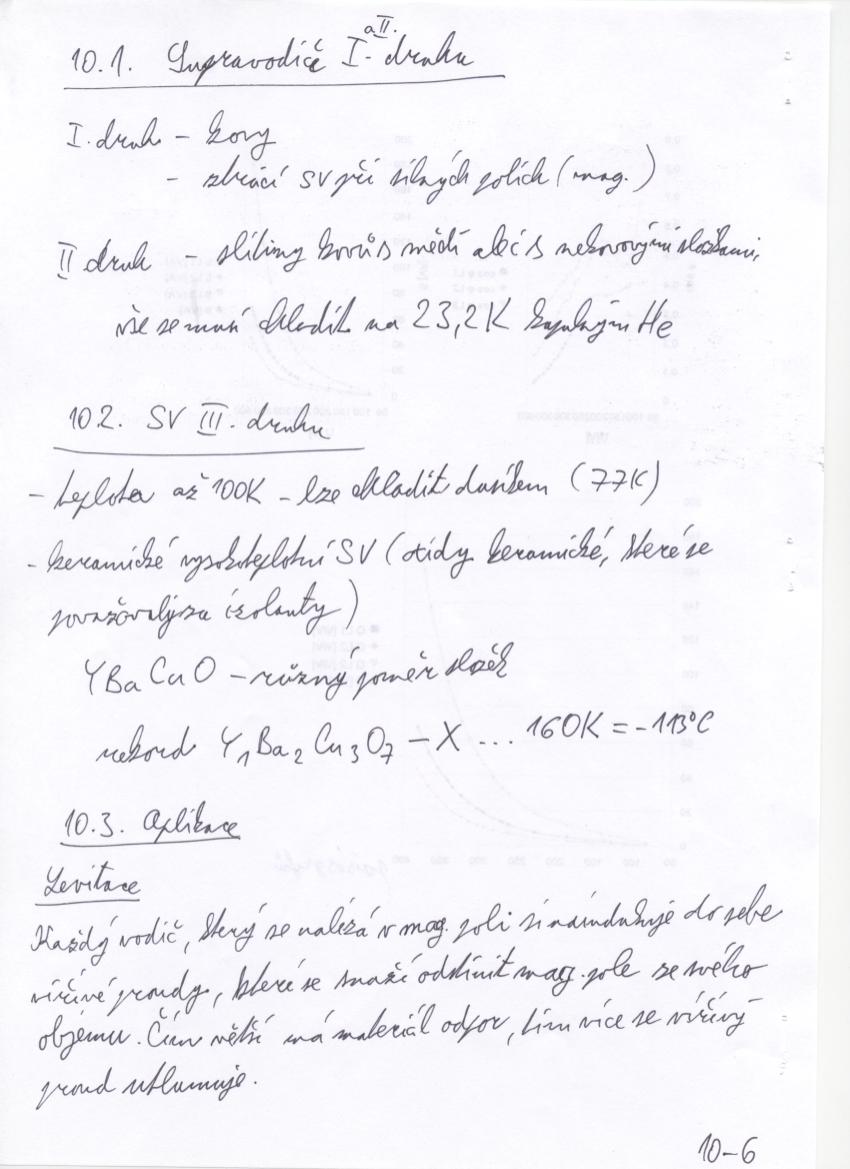 10.1. Supravodiče I. a II. druhu
I. druh - kovy
- ztrácí SV při silných polích (mag.)
II druh - slitiny kovů s mědí ale i s nekovovými složkami,
vše se musí chladit na 23,2K kapalným He
10.2. SV III. druhu
- teplota až 100K - lze chladit dusíkem (77K)
- keramické vysokoteplotní SV (oxidy keramické, které se
považovaly za izolanty)
YBaCuO - různý poměr složek
rekord Y₁Ba₂Cu₃O₇ - X ... 160K = -113°C
10.3. Aplikace
Levitace
Každý vodič, který se nalézá v mag. poli si naindukuje do sebe
vířivé proudy, které se snaží odstínit mag. pole ze svého
objemu. Čím větší má materiál odpor, tím více se vířivý
proud utlumuje.
10-6